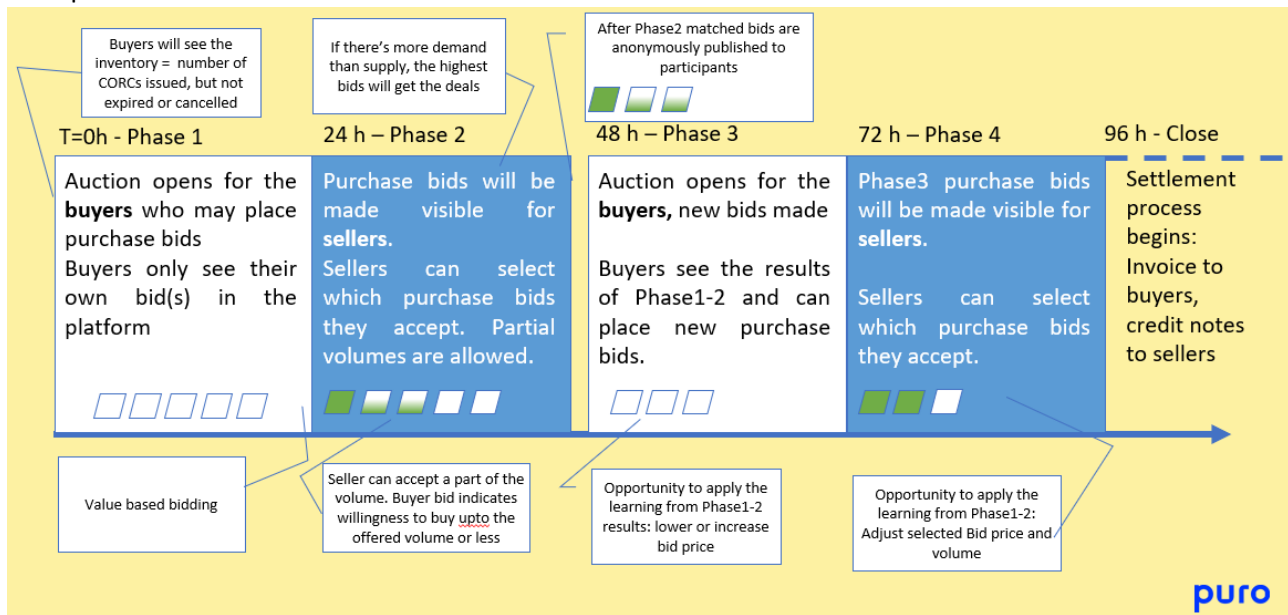 Buyers will see the
inventory = number of
CORCs issued, but not
expired or cancelled
If there's more demand
than supply, the highest
bids will get the deals
After Phase2 matched bids are
anonymously published to
participants
T=0h - Phase 1
24 h – Phase 2
48 h – Phase 3
72 h – Phase 4
96 h - Close
Auction opens for the
buyers who may place
purchase bids
Buyers only see their
own bid(s) in the
platform
Purchase bids will be
made visible for
sellers.
Sellers can select
which purchase bids
they accept. Partial
volumes are allowed.
Auction opens for the
buyers, new bids made
Buyers see the results
of Phase1-2 and can
place new purchase
bids.
Phase3 purchase bids
will be made visible for
sellers.
Sellers can select
which purchase bids
they accept.
Settlement
process
begins:
Invoice to
buyers,
credit notes
to sellers
Value based bidding
Seller can accept a part of the
volume. Buyer bid indicates
willingness to buy upto the
offered volume or less
Opportunity to apply the
learning from Phase1-2
results: lower or increase
bid price
Opportunity to apply the
learning from Phase1-2:
Adjust selected Bid price and
volume
puro